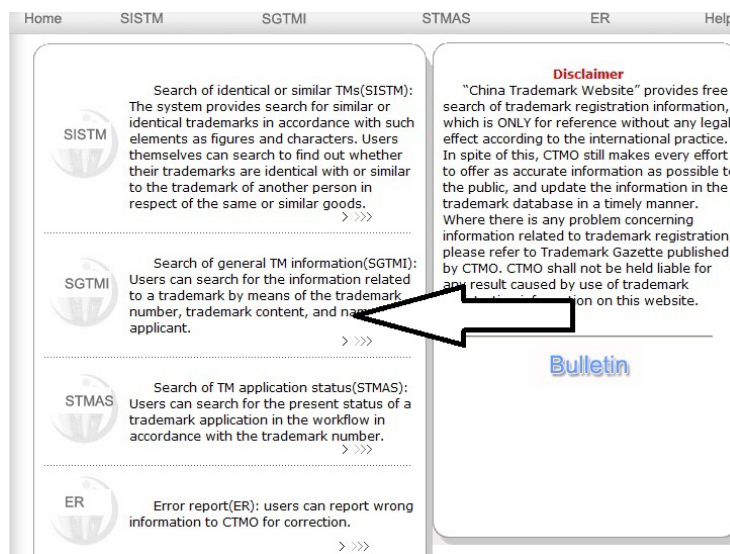 Home SISTM SGTMI STMAS ER Help
SISTM
Search of identical or similar TMs(SISTM):
The system provides search for similar or
identical trademarks in accordance with such
elements as figures and characters. Users
themselves can search to find out whether
their trademarks are identical with or similar
to the trademark of another person in
respect of the same or similar goods.
> >>>
SGTMI
Search of general TM information(SGTMI):
Users can search for the information related
to a trademark by means of the trademark
number, trademark content, and
applicant.
> >>>
STMAS
Search of TM application status(STMAS):
Users can search for the present status of a
trademark application in the workflow in
accordance with the trademark number.
> >>>
ER
Error report(ER): users can report wrong
information to CTMO for correction.
> >>>
Disclaimer
“China Trademark Website” provides free
search of trademark registration information,
which is ONLY for reference without any legal
effect according to the international practice.
In spite of this, CTMO still makes every effort
to offer as accurate information as possible to
the public, and update the information in the
trademark database in a timely manner.
Where there is any problem concerning
information related to trademark registration,
please refer to Trademark Gazette published
by CTMO. CTMO shall not be held liable for
any result caused by use of trademark
on this website.
Bulletin